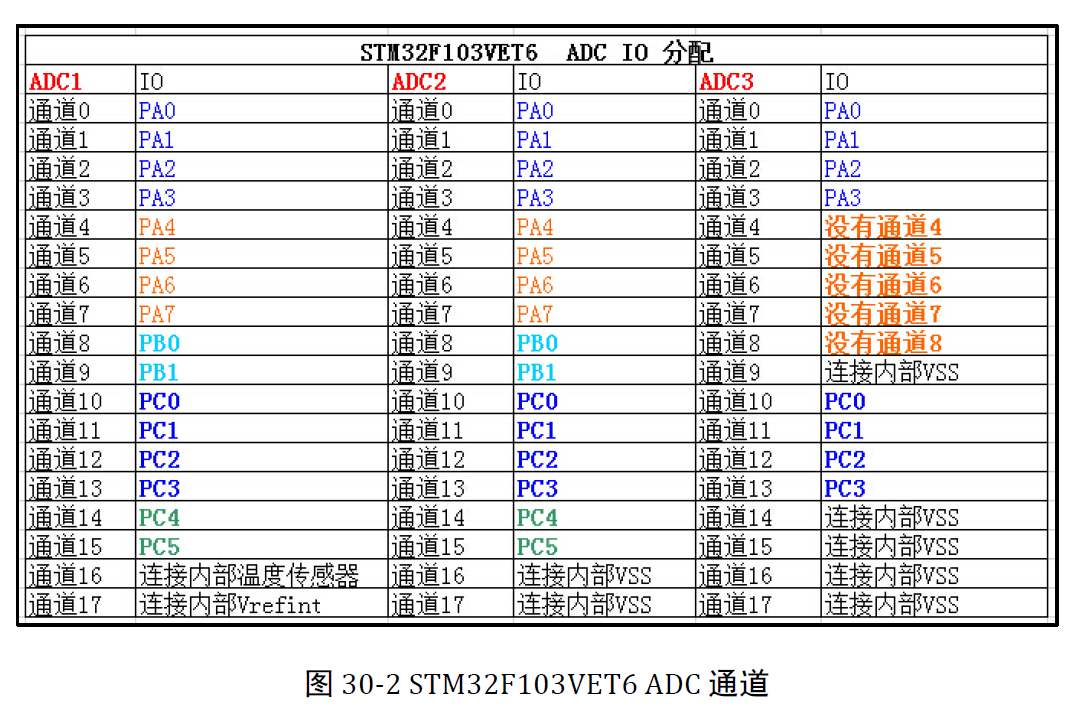 STM32F103VET6 ADC IO 分配
ADC1 IO ADC2 IO ADC3 IO
通道0 PA0 通道0 PA0 通道0 PA0
通道1 PA1 通道1 PA1 通道1 PA1
通道2 PA2 通道2 PA2 通道2 PA2
通道3 PA3 通道3 PA3 通道3 PA3
通道4 PA4 通道4 PA4 通道4 没有通道4
通道5 PA5 通道5 PA5 通道5 没有通道5
通道6 PA6 通道6 PA6 通道6 没有通道6
通道7 PA7 通道7 PA7 通道7 没有通道7
通道8 PB0 通道8 PB0 通道8 没有通道8
通道9 PB1 通道9 PB1 通道9 连接内部VSS
通道10 PC0 通道10 PC0 通道10 PC0
通道11 PC1 通道11 PC1 通道11 PC1
通道12 PC2 通道12 PC2 通道12 PC2
通道13 PC3 通道13 PC3 通道13 PC3
通道14 PC4 通道14 PC4 通道14 连接内部VSS
通道15 PC5 通道15 PC5 通道15 连接内部VSS
通道16 连接内部温度传感器 通道16 连接内部VSS 通道16 连接内部VSS
通道17 连接内部Vrefint 通道17 连接内部VSS 通道17 连接内部VSS
图 30-2 STM32F103VET6 ADC 通道